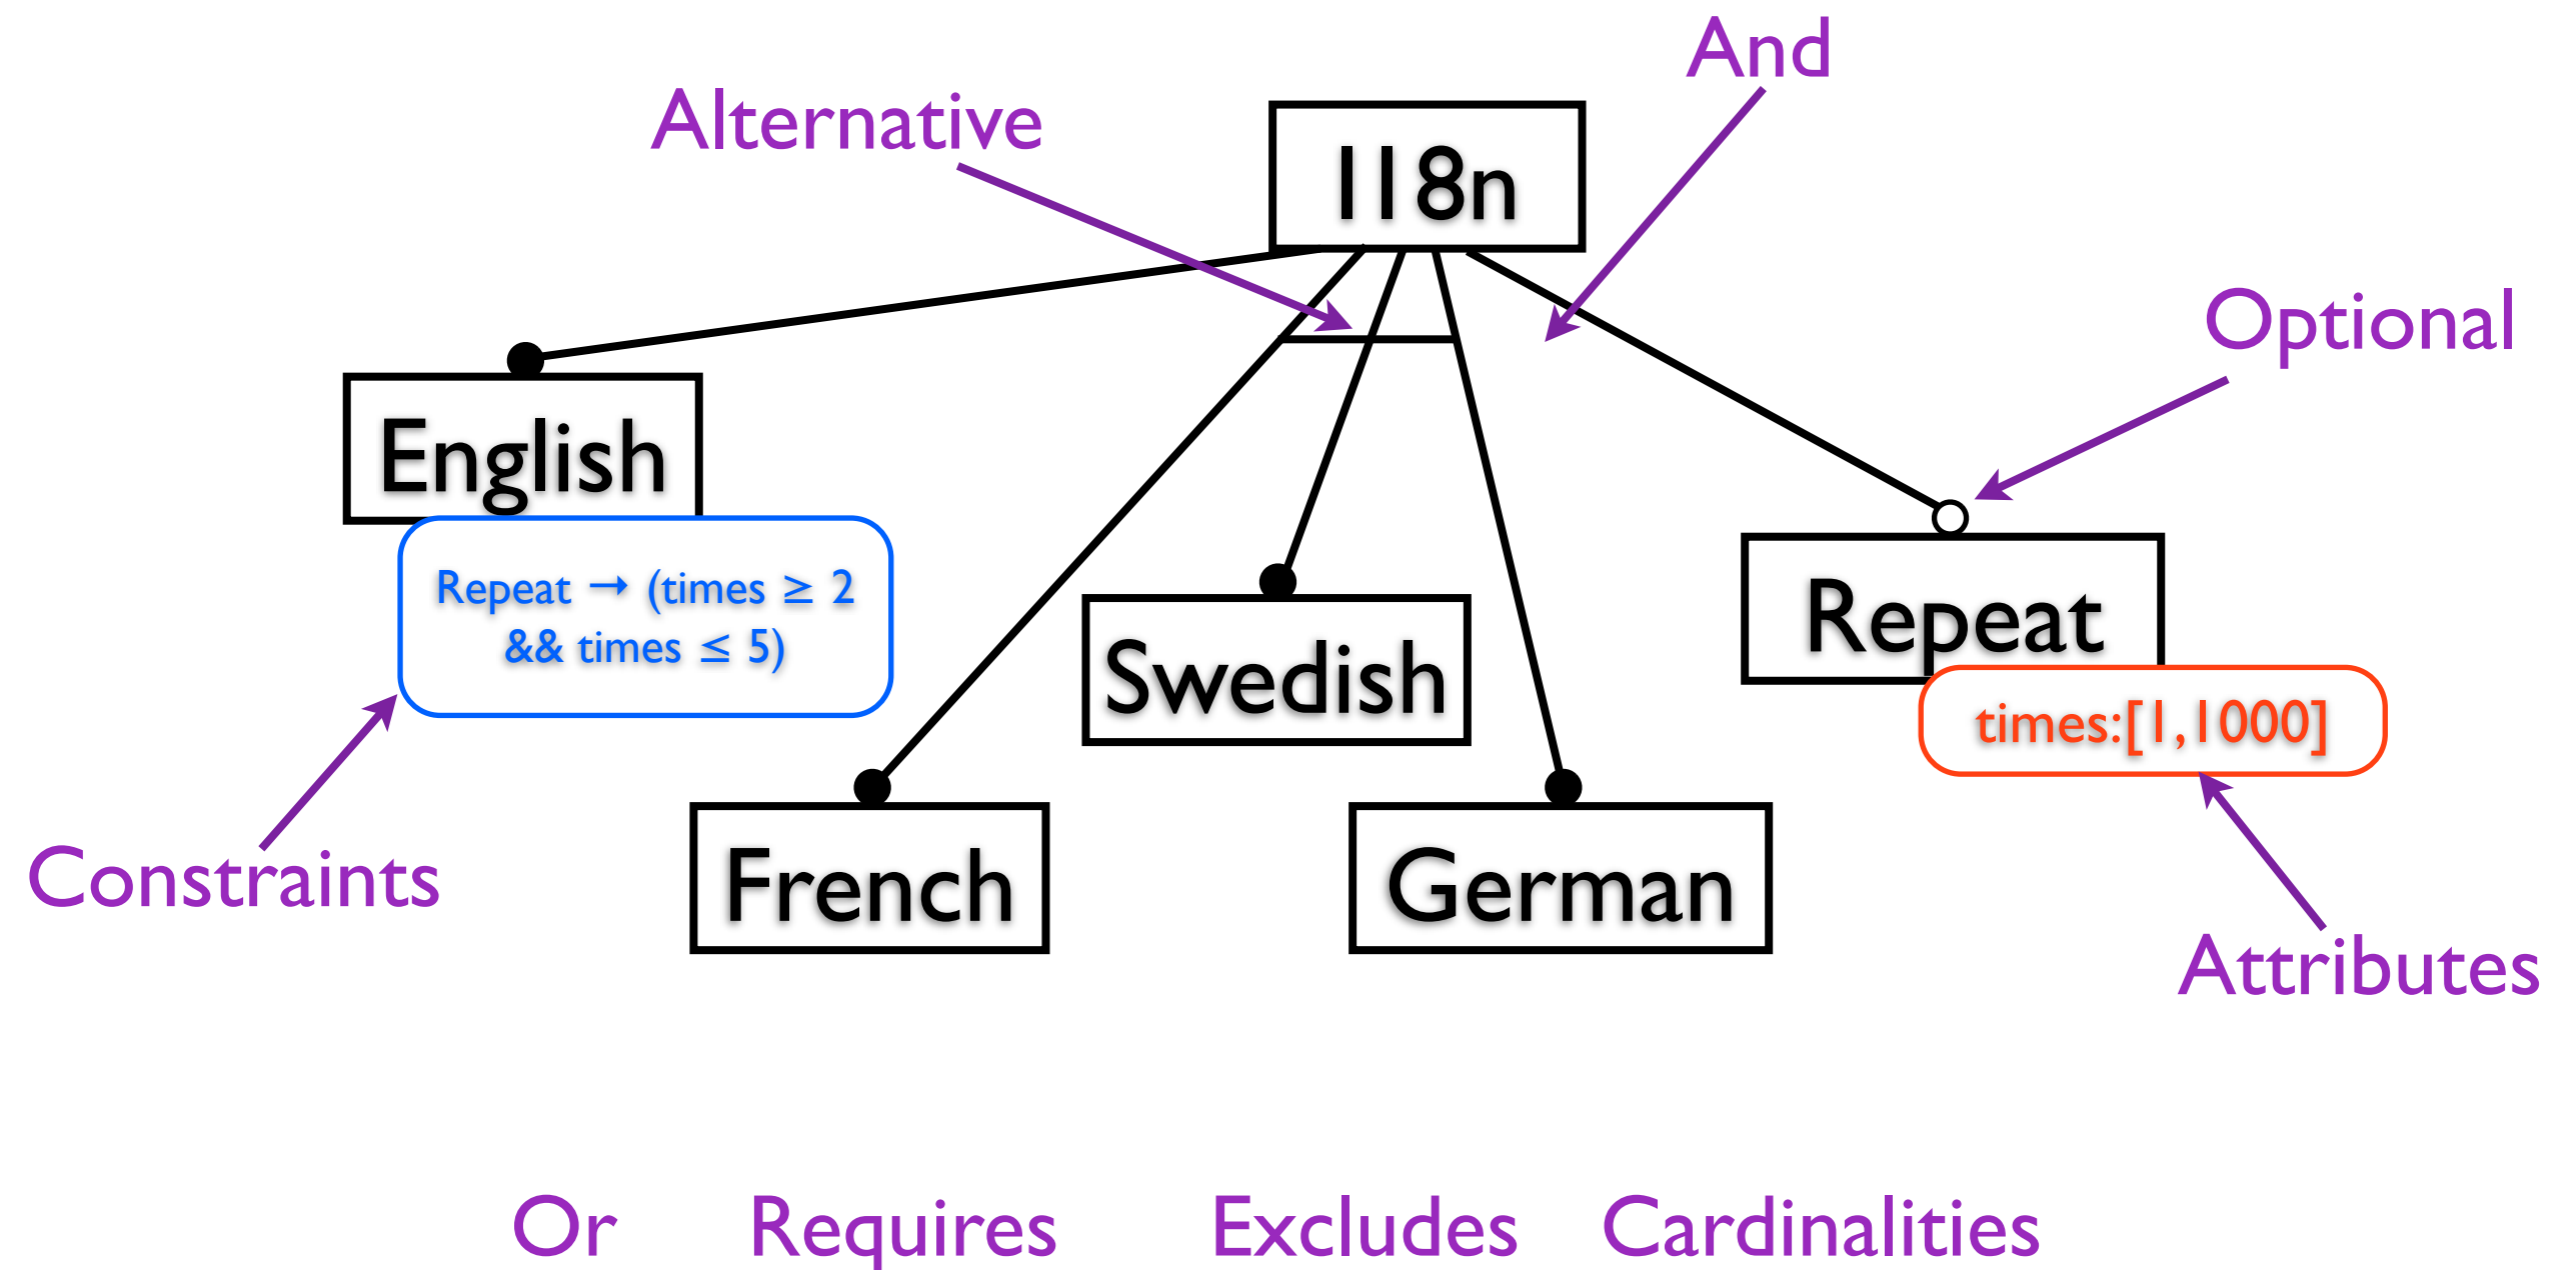 And
Alternative
I18n
Optional
English
Repeat → (times ≥ 2
&& times ≤ 5)
Swedish
Repeat
times:[1,1000]
Constraints
French
German
Attributes
Or
Requires
Excludes
Cardinalities